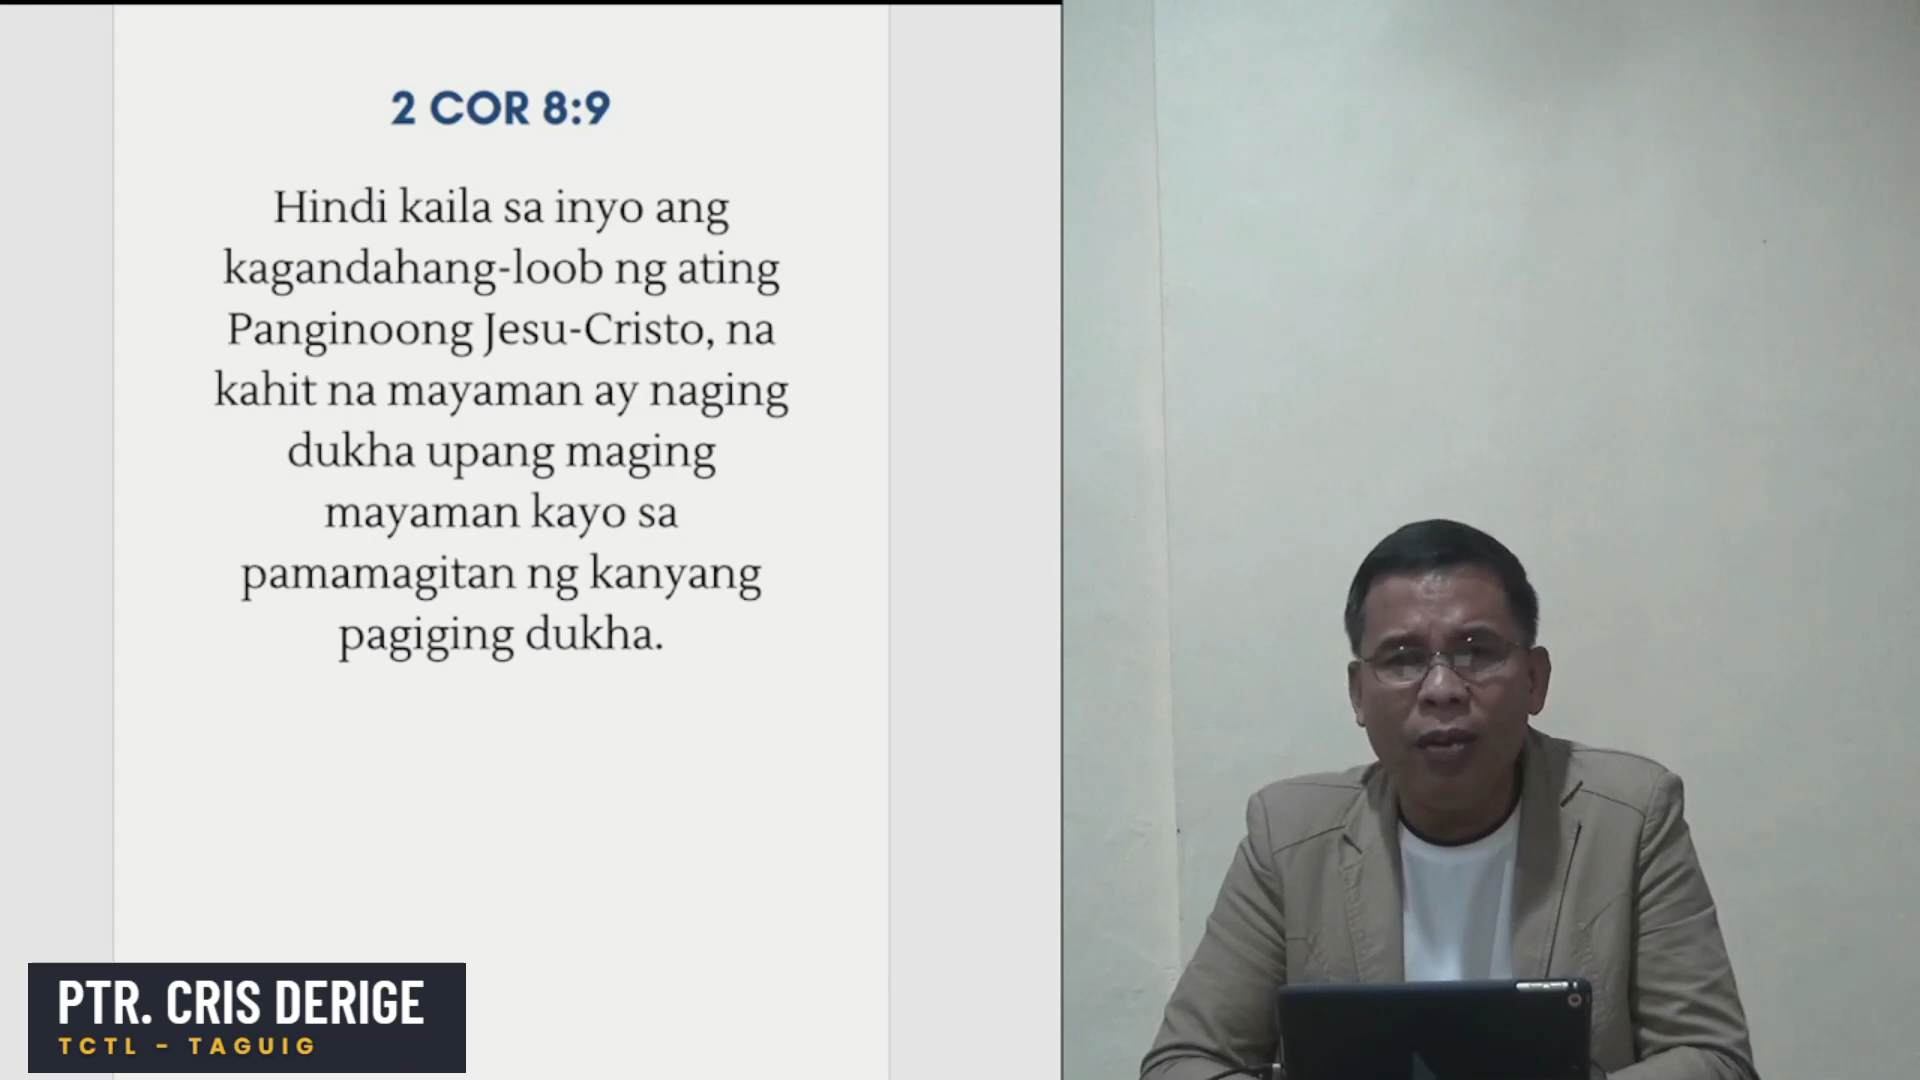 2 COR 8:9
Hindi kaila sa inyo ang
kagandahang-loob ng ating
Panginoong Jesu-Cristo, na
kahit na mayaman ay naging
dukha upang maging
mayaman kayo sa
pamamagitan ng kanyang
pagiging dukha.
PTR. CRIS DERIGE
TCTL - TAGUIG